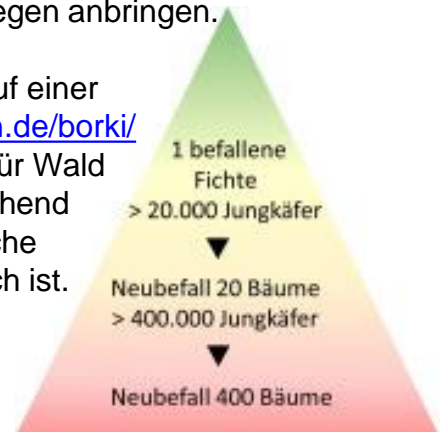 egen anbringen.
uf einer
n.de/borki/
ür Wald
hend
che
ch ist.
1 befallene
Fichte
> 20.000 Jungkäfer
▼
Neubefall 20 Bäume
> 400.000 Jungkäfer
▼
Neubefall 400 Bäume